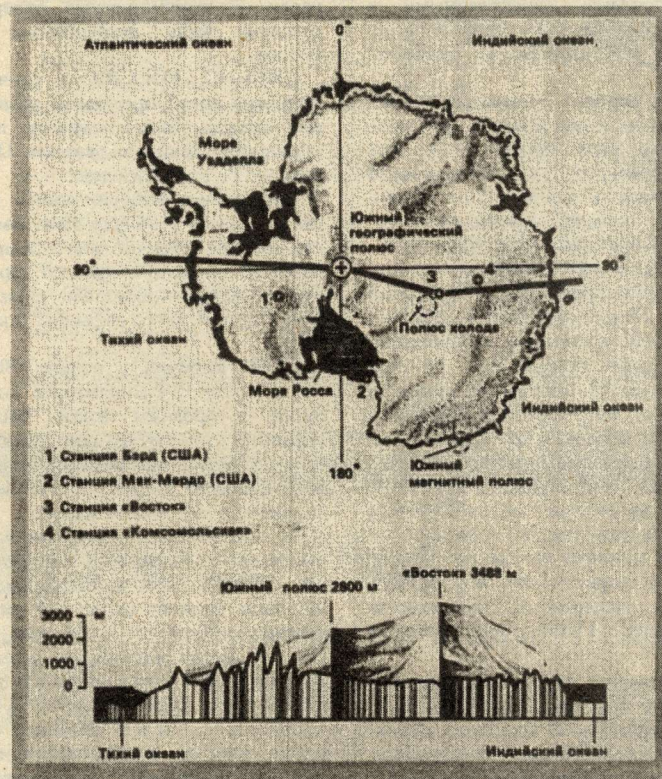 0°
Атлантический океан
Индийский океан
Море
Уэдделла
Южный
географический
полюс
90°
4
90°
3
1
Полюс холода
Тихий океан
Море Росса
2
Индийский океан
180°
Южный
магнитный полюс
1 Станция Бэрд (США)
2 Станция Мак-Мердо (США)
3 Станция «Восток»
4 Станция «Комсомольская»
«Восток» 3488 м
Южный полюс 2800 м
3000 м
2000
1000
0
Тихий океан
Индийский океан